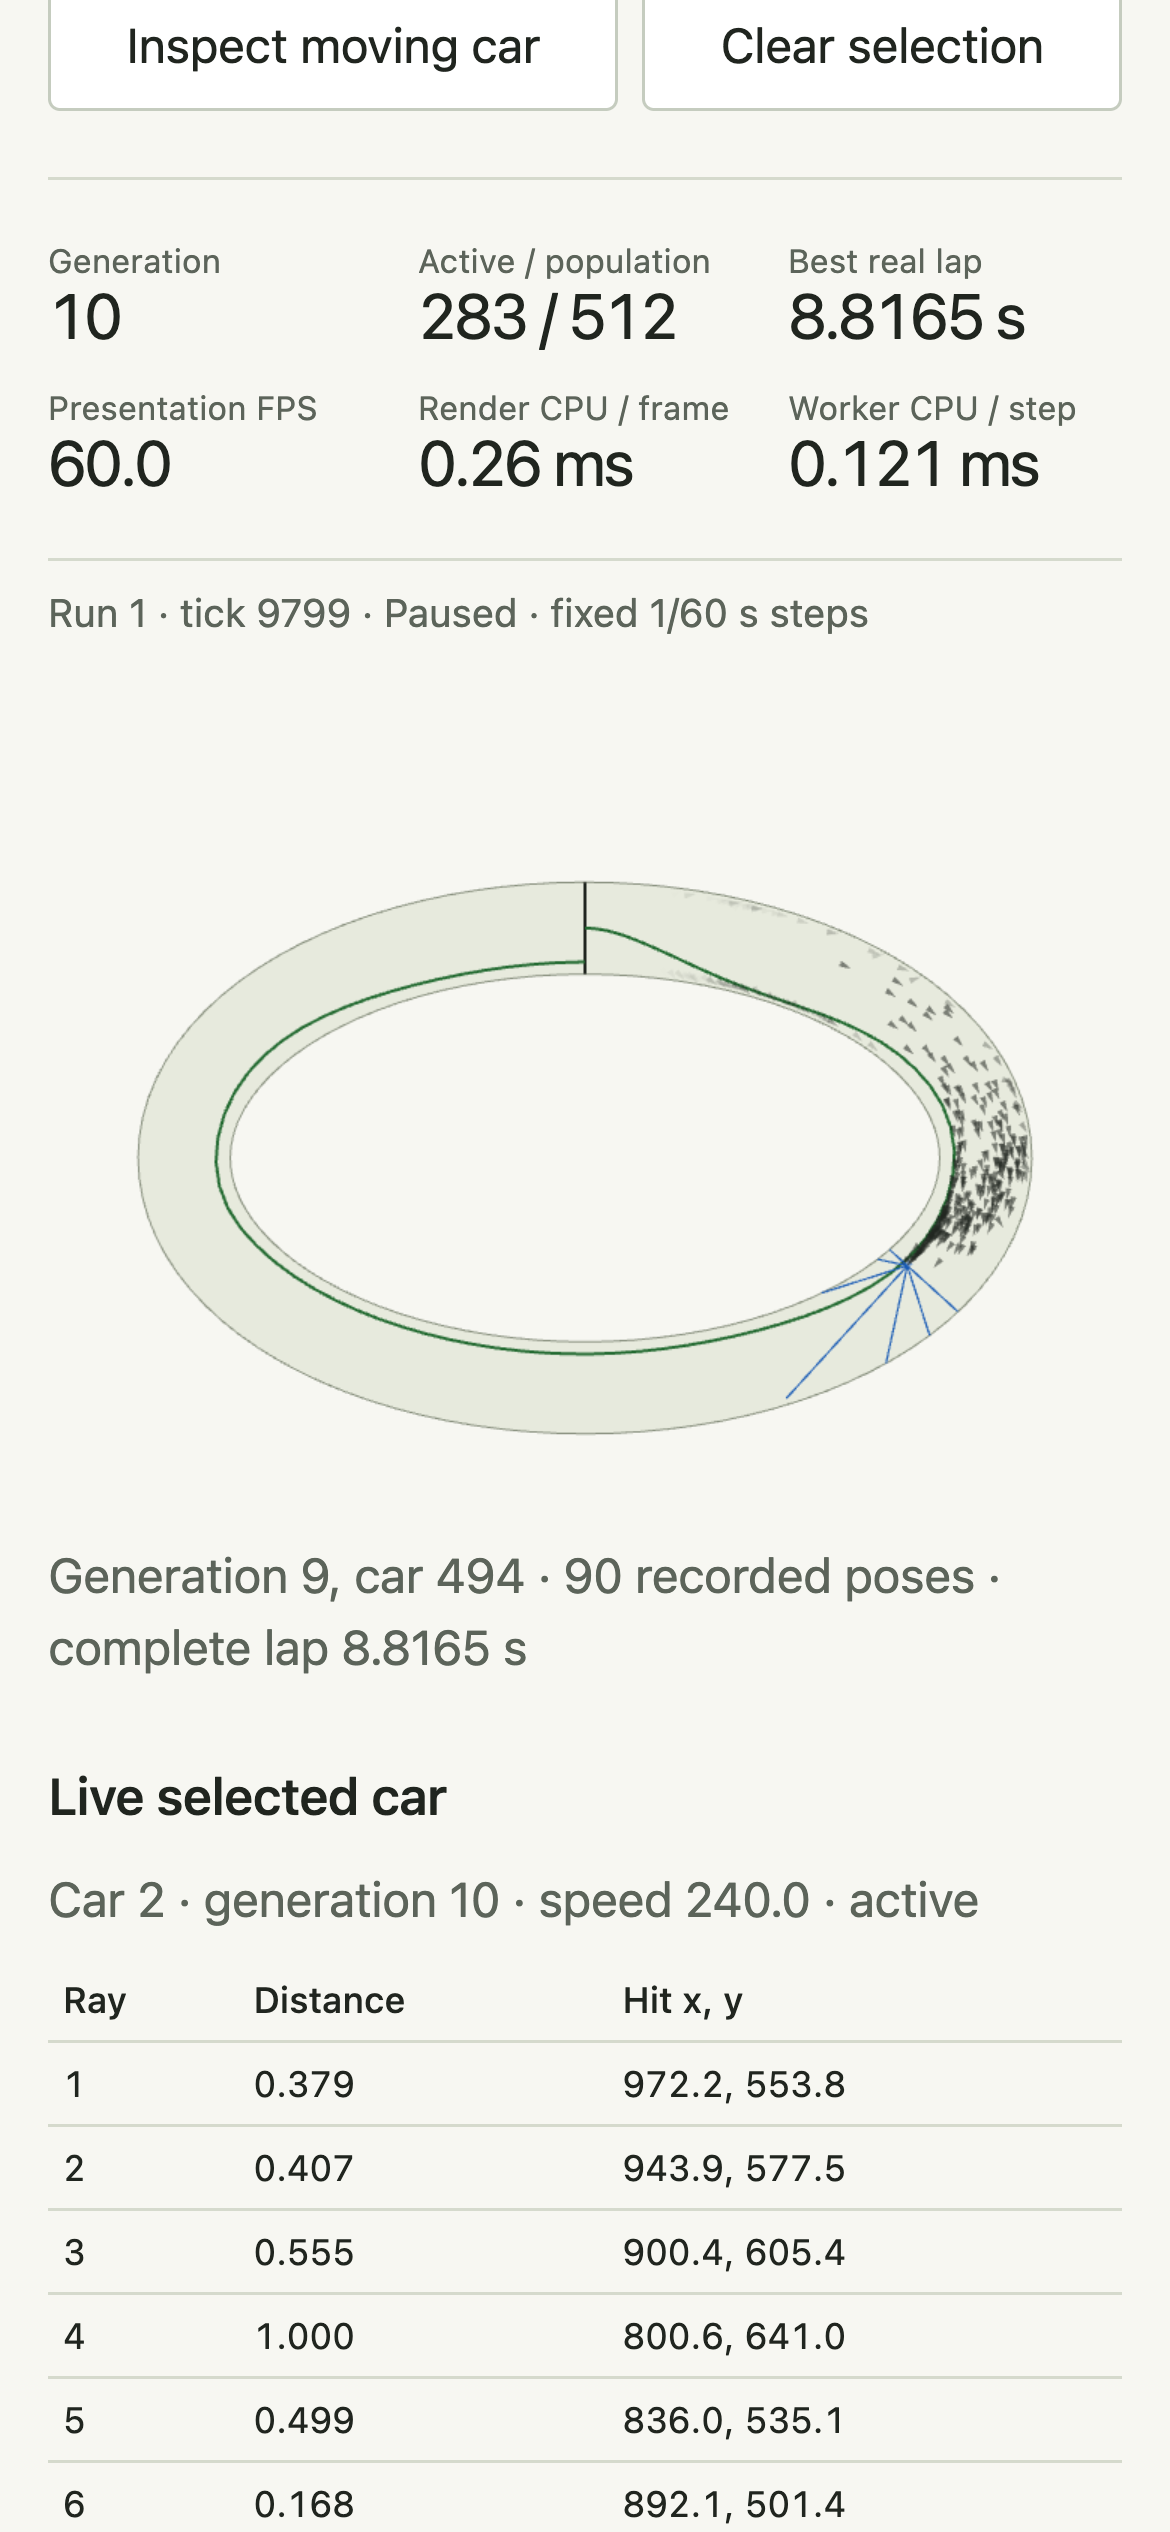 Inspect moving car
Clear selection
Generation
Active / population
Best real lap
10
283 / 512
8.8165 s
Presentation FPS
Render CPU / frame
Worker CPU / step
60.0
0.26 ms
0.121 ms
Run 1 · tick 9799 · Paused · fixed 1/60 s steps
Generation 9, car 494 · 90 recorded poses ·
complete lap 8.8165 s
Live selected car
Car 2 · generation 10 · speed 240.0 · active
Ray Distance Hit x, y
1 0.379 972.2, 553.8
2 0.407 943.9, 577.5
3 0.555 900.4, 605.4
4 1.000 800.6, 641.0
5 0.499 836.0, 535.1
6 0.168 892.1, 501.4